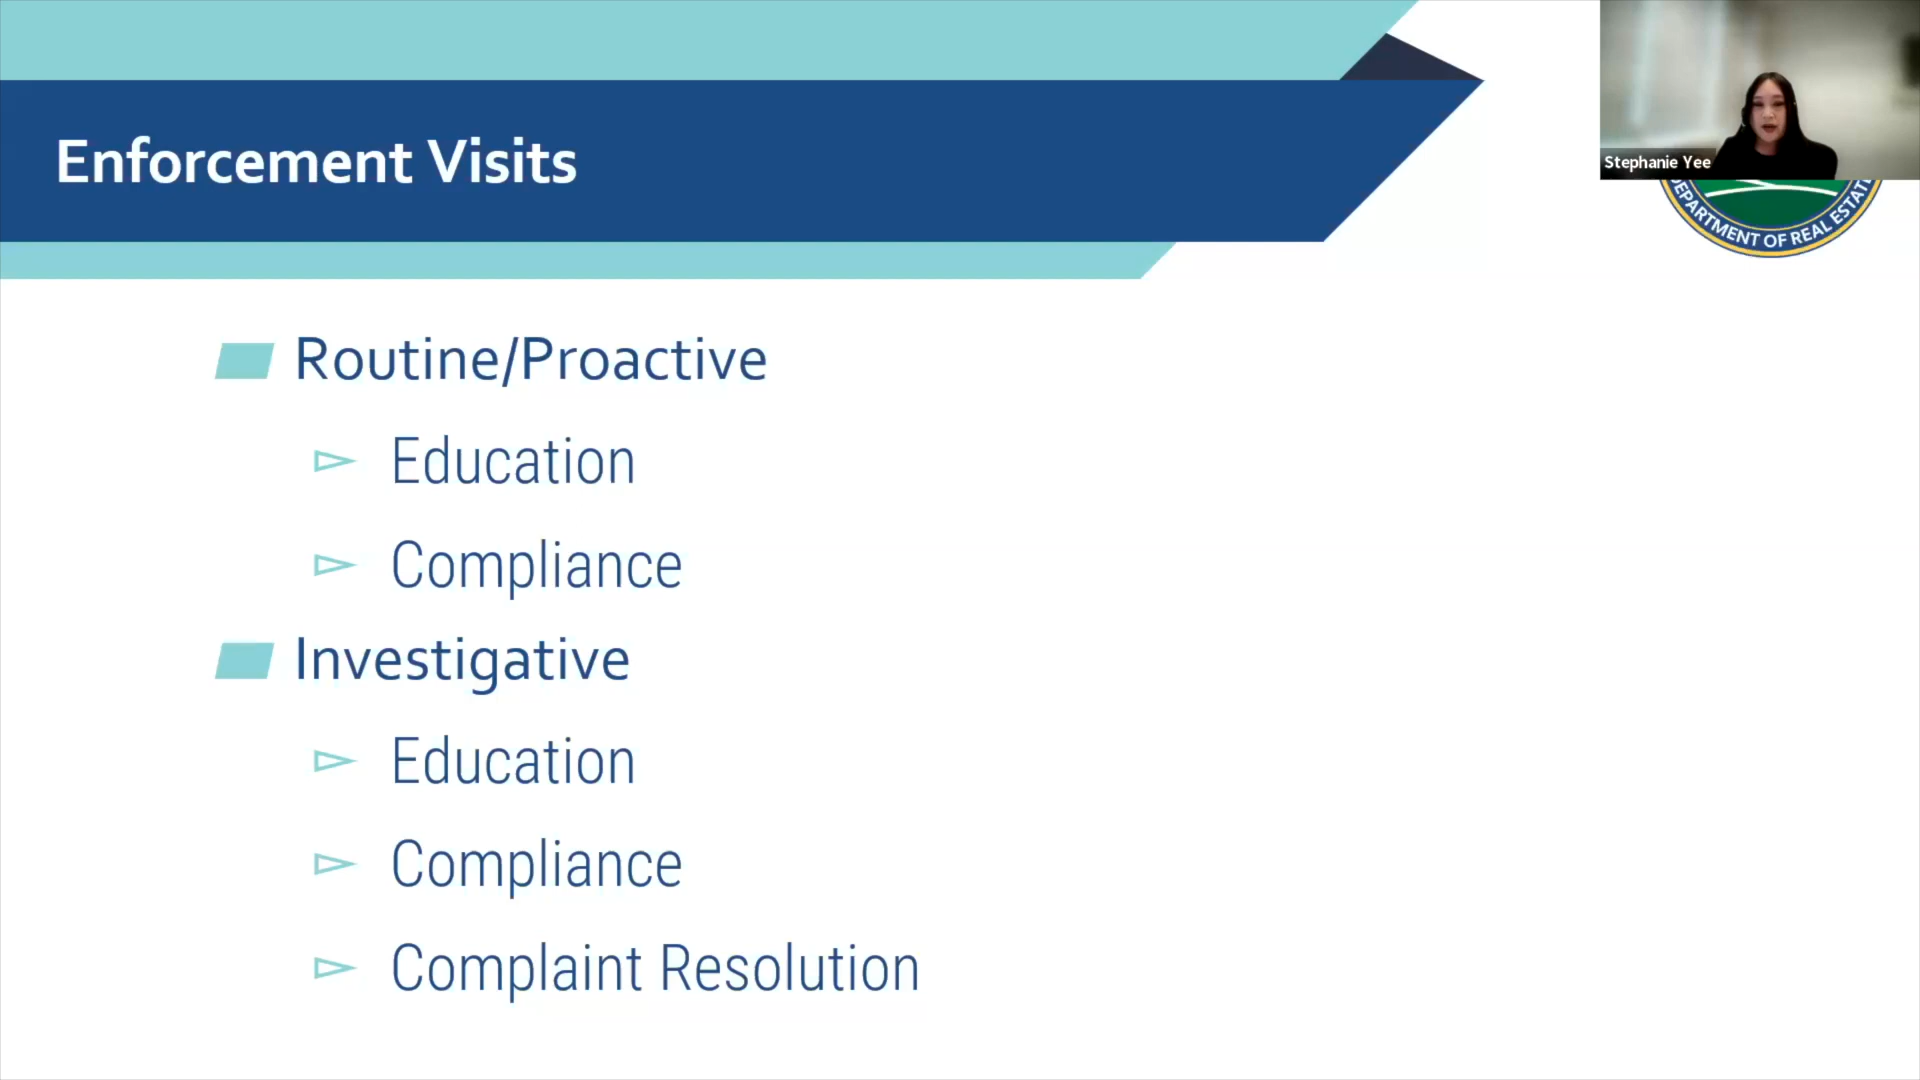 Enforcement Visits
Stephanie Yee
DEPARTMENT OF REAL ESTATE
Routine/Proactive
Education
Compliance
Investigative
Education
Compliance
Complaint Resolution